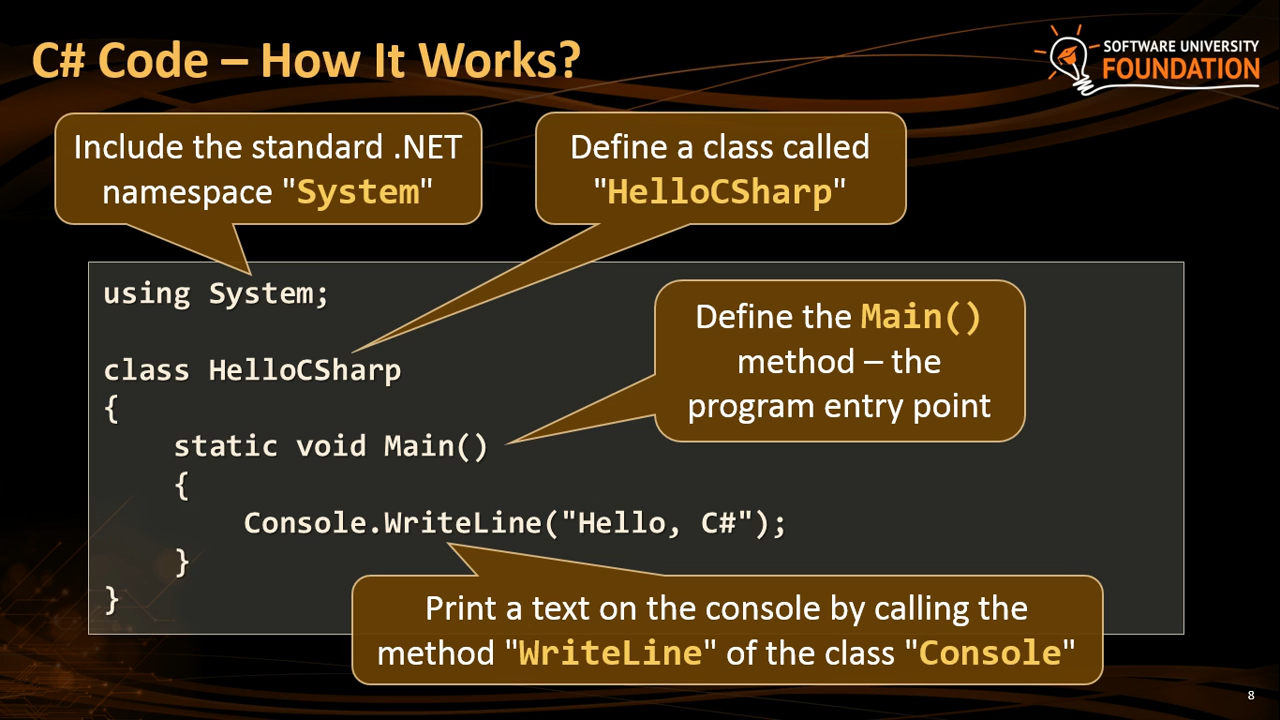 C# Code – How It Works?
SOFTWARE UNIVERSITY
FOUNDATION
Include the standard .NET
namespace "System"
Define a class called
"HelloCSharp"
using System;
class HelloCSharp
{
    static void Main()
    {
        Console.WriteLine("Hello, C#");
    }
}
Define the Main()
method – the
program entry point
Print a text on the console by calling the
method "WriteLine" of the class "Console"
8